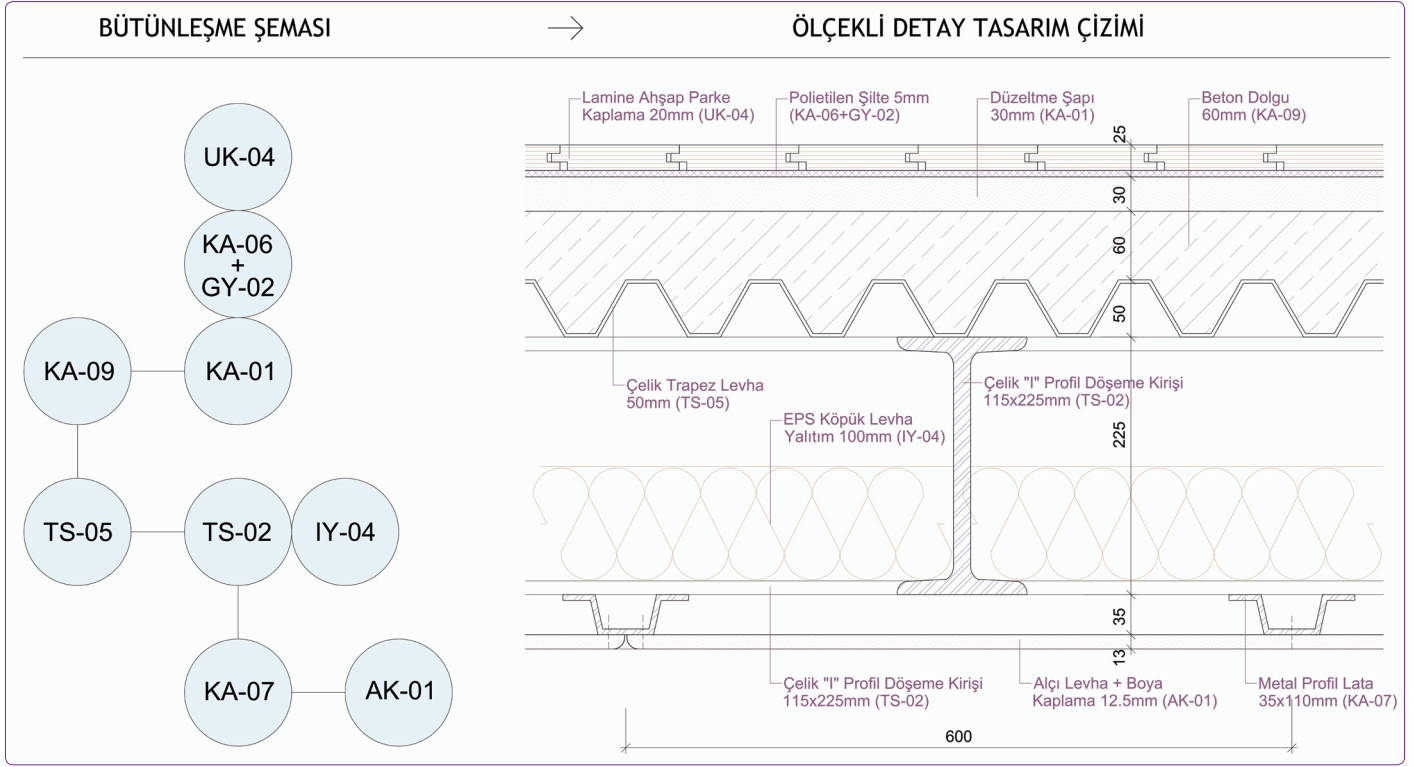 BÜTÜNLEŞME ŞEMASI
ÖLÇEKLİ DETAY TASARIM ÇİZİMİ
UK-04
KA-06
+
GY-02
KA-09
KA-01
TS-05
TS-02
IY-04
KA-07
AK-01
Lamine Ahşap Parke
Kaplama 20mm (UK-04)
Polietilen Şilte 5mm
(KA-06+GY-02)
Düzeltme Şapı
30mm (KA-01)
Beton Dolgu
60mm (KA-09)
25
30
60
50
Çelik Trapez Levha
50mm (TS-05)
Çelik "I" Profil Döşeme Kirişi
115x225mm (TS-02)
EPS Köpük Levha
Yalıtım 100mm (IY-04)
225
35
13
Çelik "I" Profil Döşeme Kirişi
115x225mm (TS-02)
Alçı Levha + Boya
Kaplama 12.5mm (AK-01)
Metal Profil Lata
35x110mm (KA-07)
600